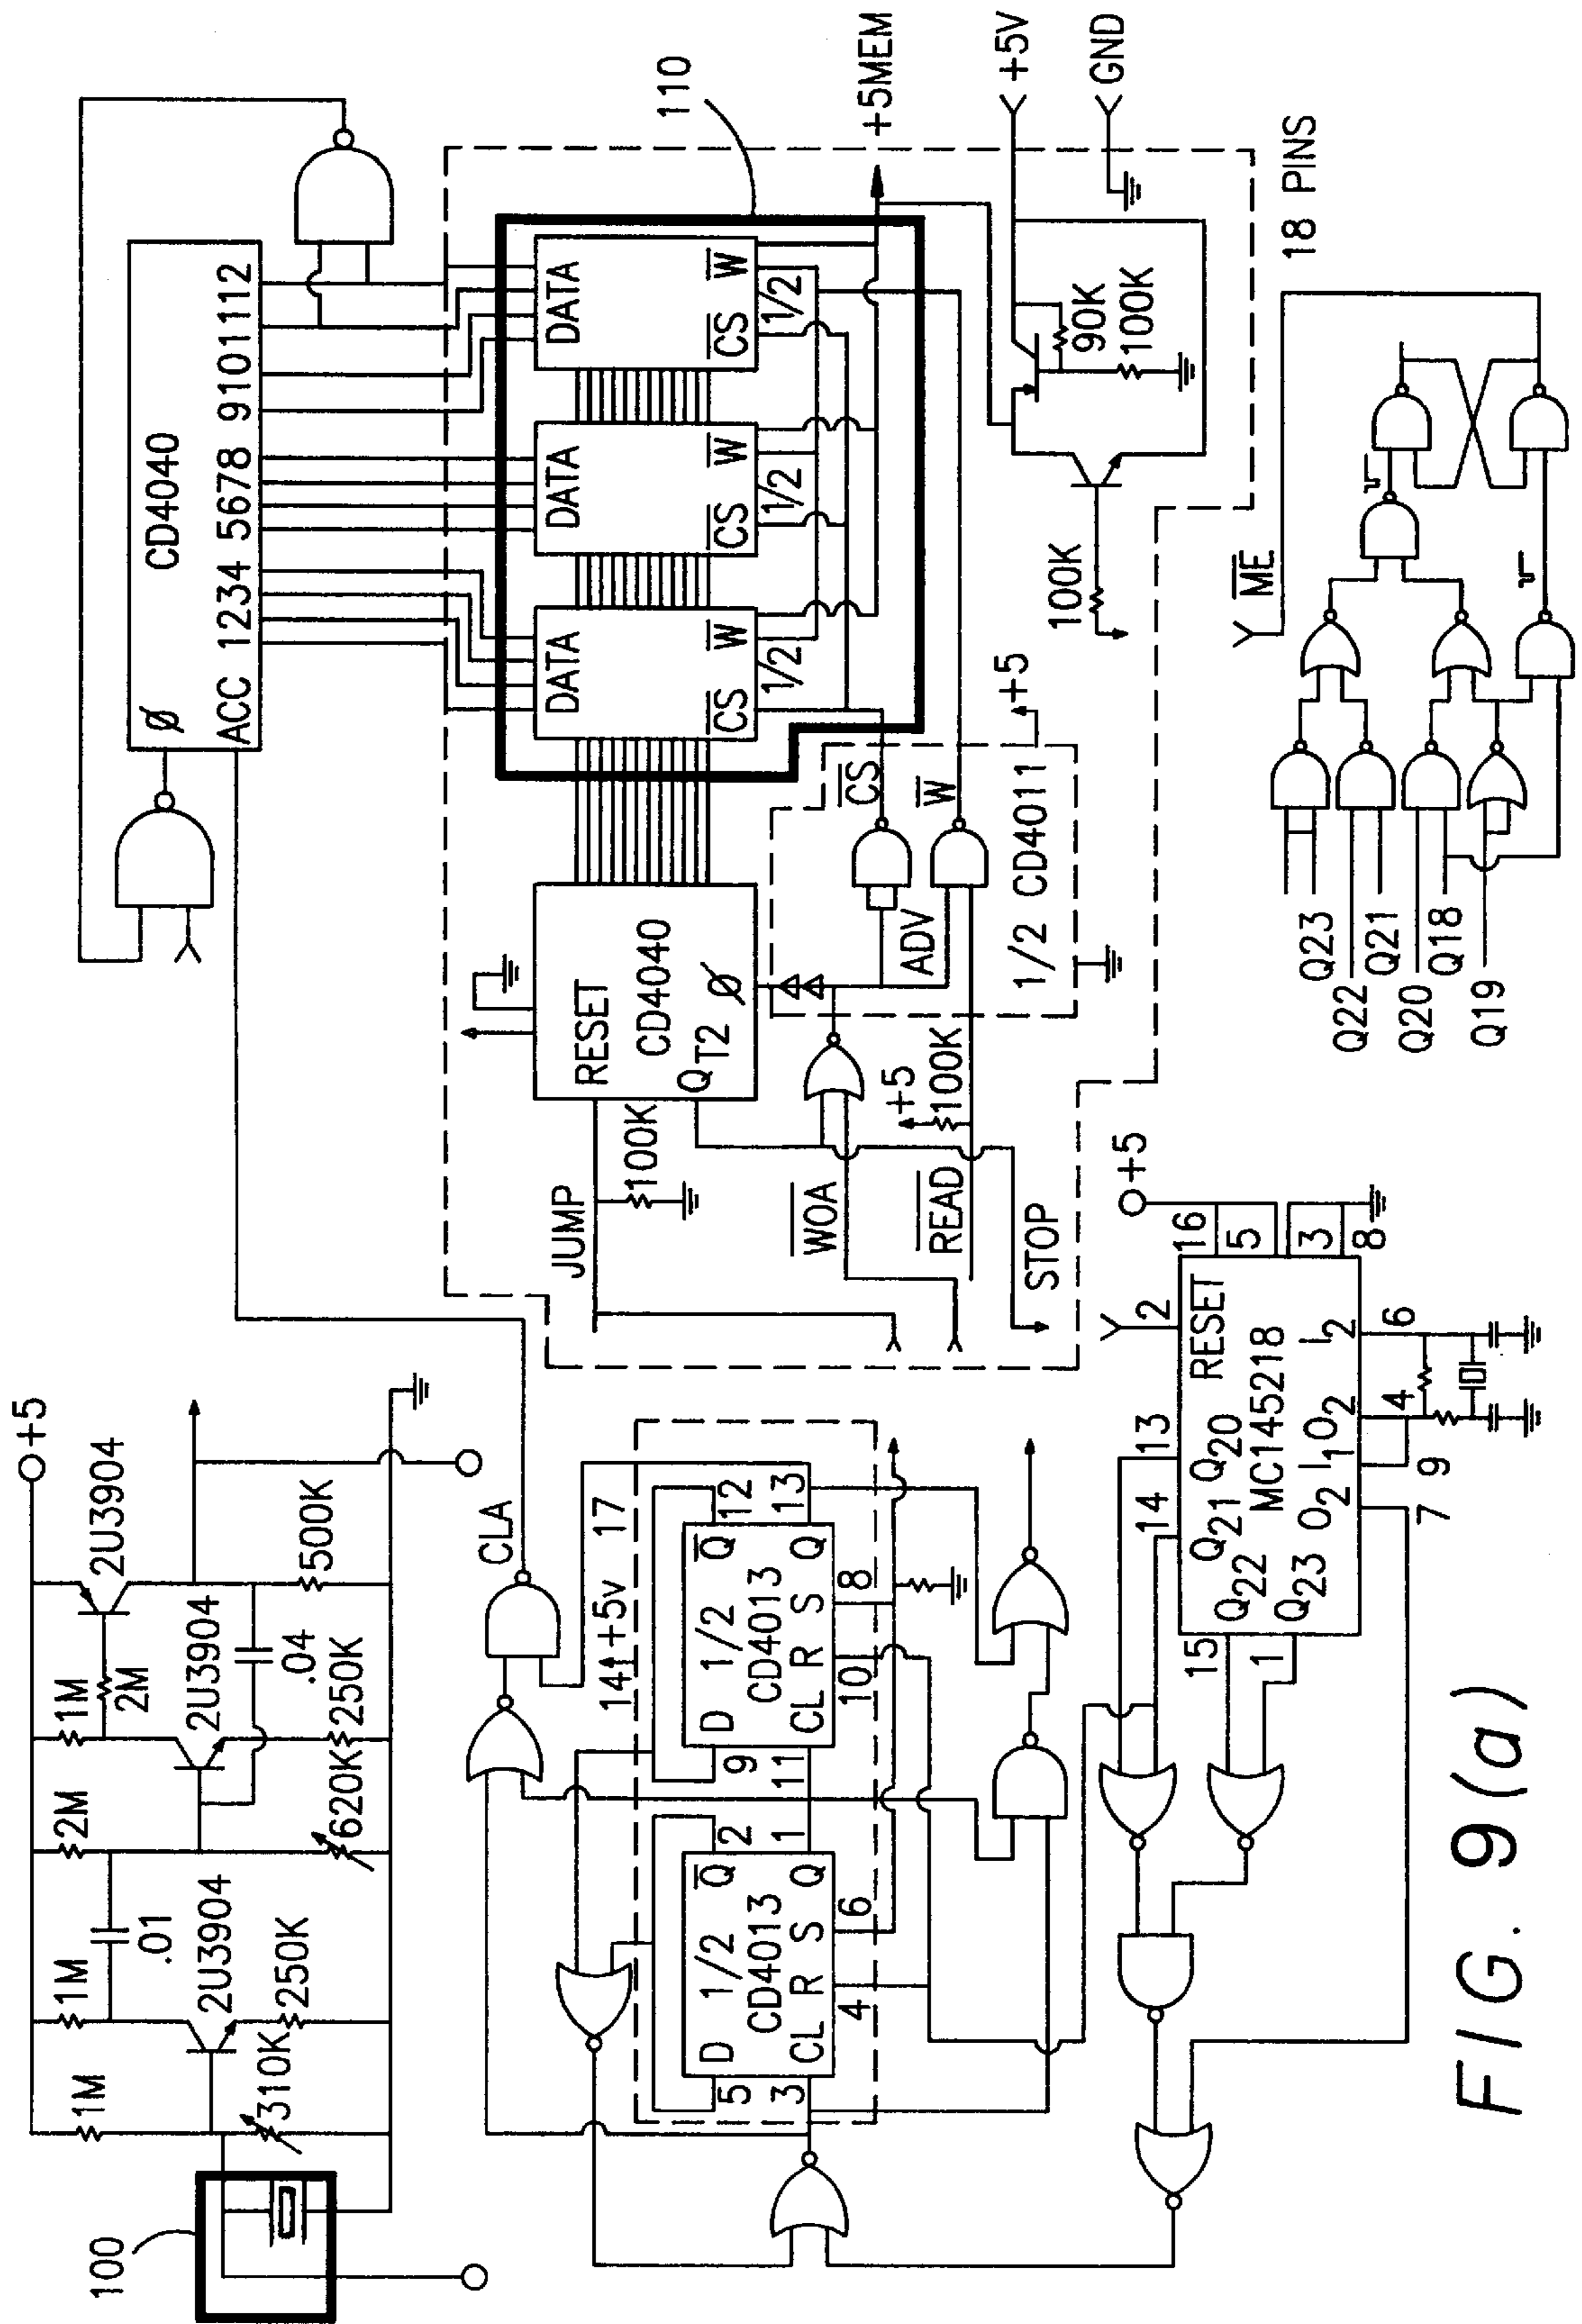 100
1M
310K
1M
.01
2U3904
250K
2M
620K
1M
2M
2U3904
250K
.04
2U3904
500K
+5
CLA
14
+5v
17
D
1/2
Q
CD4013
CL R S Q
5
3
4
6
2
1
D
1/2
Q
CD4013
CL R S Q
9
11
10
8
12
13
Ø
CD4040
ACC 1234 5678 9101112
110
JUMP
100K
RESET
CD4040
QT2
Ø
DATA
CS
1/2
W
DATA
CS
1/2
W
DATA
CS
1/2
W
+5MEM
WOA
READ
STOP
+5
100K
ADV
CS
W
1/2 CD4011
+5
100K
90K
100K
+5V
GND
18 PINS
ME
Q23
Q22
Q21
Q20
Q18
Q19
15
1
14
13
2
16
5
3
8
+5
Q22
Q21
Q20
RESET
Q23
MC145218
O2
I1
O2
I2
7
9
4
6
FIG. 9(a)